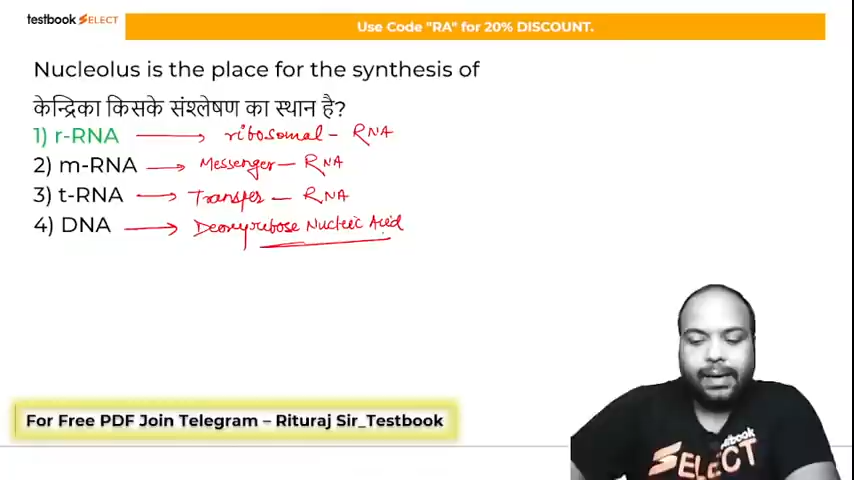 testbook SELECT
Use Code "RA" for 20% DISCOUNT.
Nucleolus is the place for the synthesis of
केन्द्रिका किसके संश्लेषण का स्थान है?
1) r-RNA → ribosomal - RNA
2) m-RNA → Messenger - RNA
3) t-RNA → Transfer - RNA
4) DNA → Deoxyribose Nucleic Acid
For Free PDF Join Telegram – Rituraj Sir_Testbook
testbook
SELECT